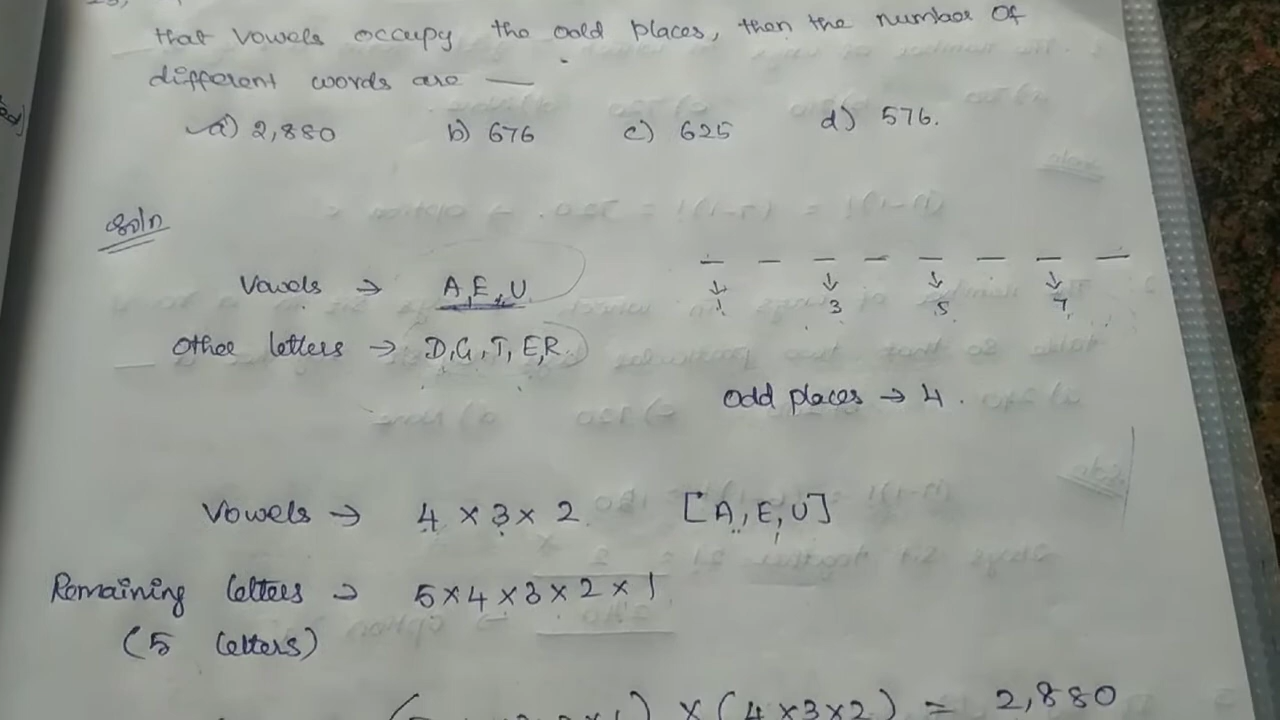 that vowels occupy the odd places, then the number of
different words are —
a) 2,880 b) 676 c) 625 d) 576.
Soln
Vowels → A, E, U
— — — — — — — —
↓ ↓ ↓ ↓
1 3 5 7
Other letters → D, G, T, E, R.
Odd places → 4.
Vowels → 4 × 3 × 2 [A, E, U]
Remaining letters → 5 × 4 × 3 × 2 × 1
(5 letters)
× (4 × 3 × 2) = 2,880